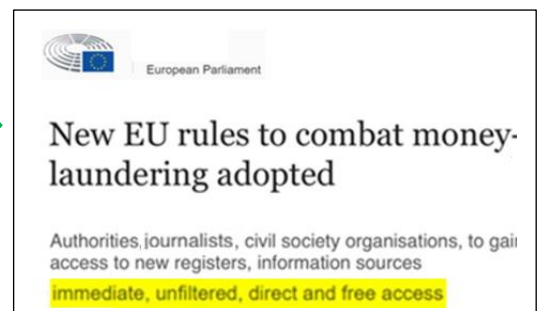 European Parliament
New EU rules to combat money-
laundering adopted
Authorities, journalists, civil society organisations, to gai
access to new registers, information sources
immediate, unfiltered, direct and free access